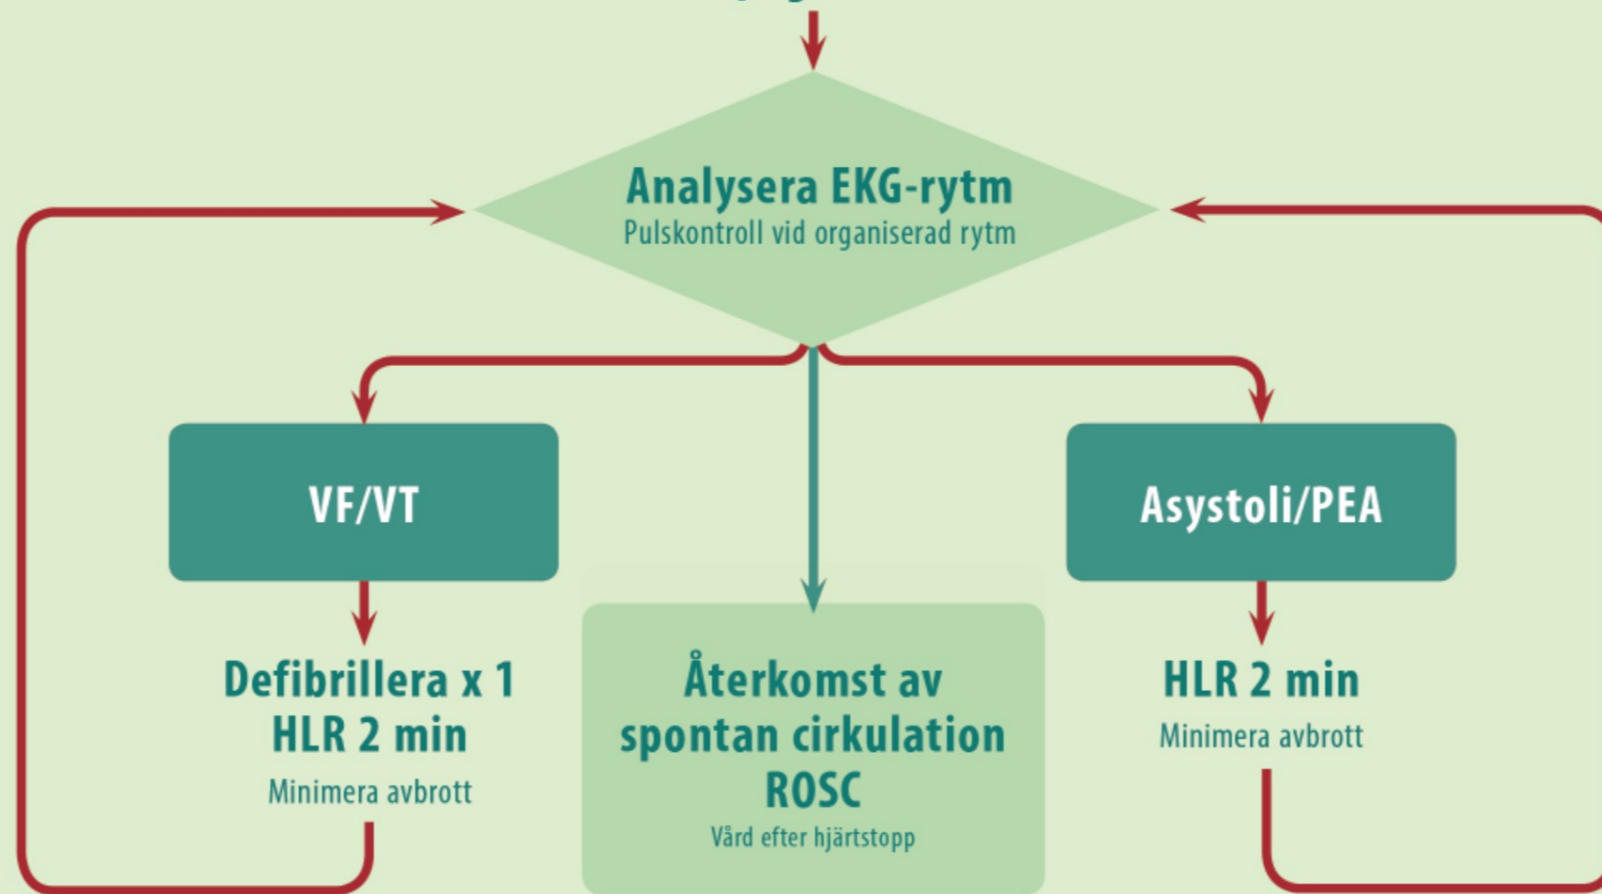 Analysera EKG-rytm
Pulskontroll vid organiserad rytm
VF/VT
Defibrillera x 1
HLR 2 min
Minimera avbrott
Återkomst av
spontan cirkulation
ROSC
Vård efter hjärtstopp
Asystoli/PEA
HLR 2 min
Minimera avbrott